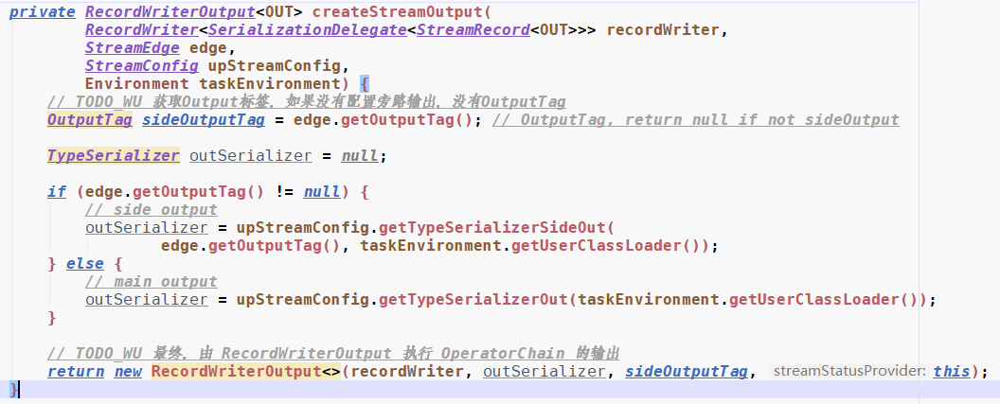 private RecordWriterOutput<OUT> createStreamOutput(
RecordWriter<SerializationDelegate<StreamRecord<OUT>>> recordWriter,
StreamEdge edge,
StreamConfig upStreamConfig,
Environment taskEnvironment) {
// TODO_WU 获取Output标签。如果没有配置旁路输出。没有OutputTag
OutputTag sideOutputTag = edge.getOutputTag(); // OutputTag, return null if not sideOutput
TypeSerializer outSerializer = null;
if (edge.getOutputTag() != null) {
// side output
outSerializer = upStreamConfig.getTypeSerializerSideOut(
edge.getOutputTag(), taskEnvironment.getUserClassLoader());
} else {
// main output
outSerializer = upStreamConfig.getTypeSerializerOut(taskEnvironment.getUserClassLoader());
}
// TODO_WU 最终。由 RecordWriterOutput 执行 OperatorChain 的输出
return new RecordWriterOutput<>(recordWriter, outSerializer, sideOutputTag, streamStatusProvider: this);
}